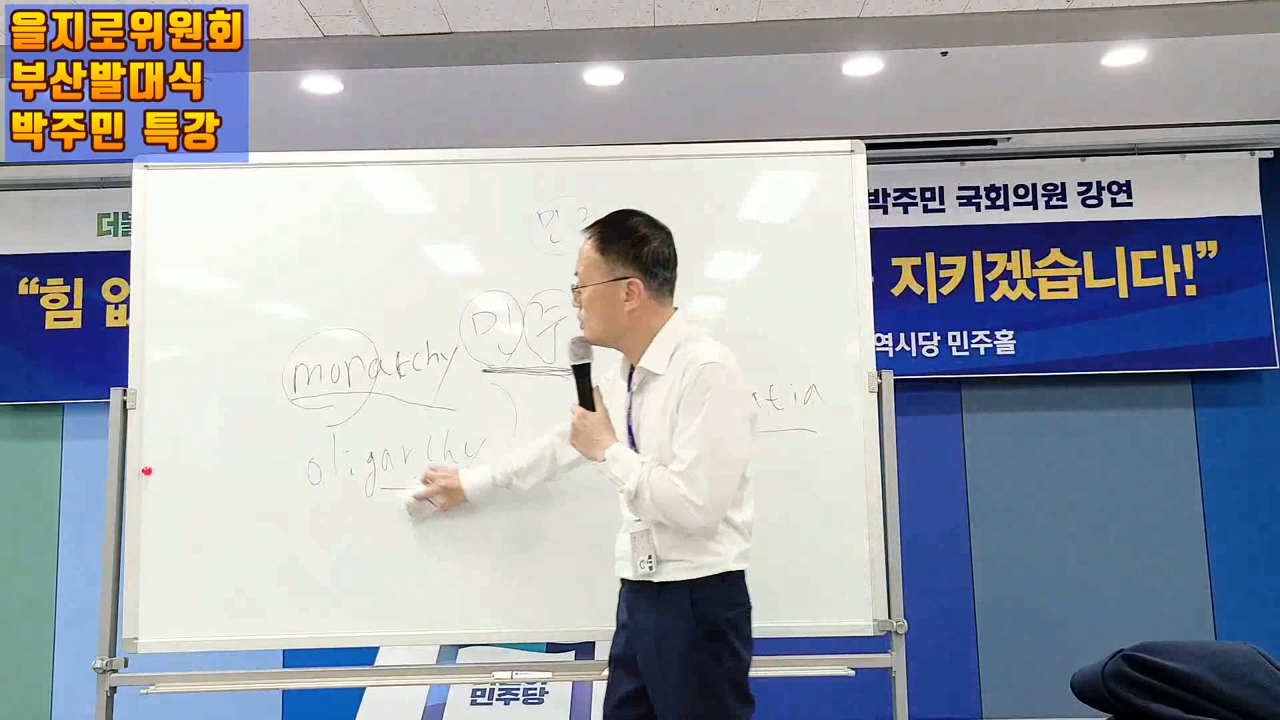 을지로위원회
부산발대식
박주민 특강
박주민 국회의원 강연
“힘 지키겠습니다!”
역시당 민주홀
민
민주
monarchy
oligarchy
민주당